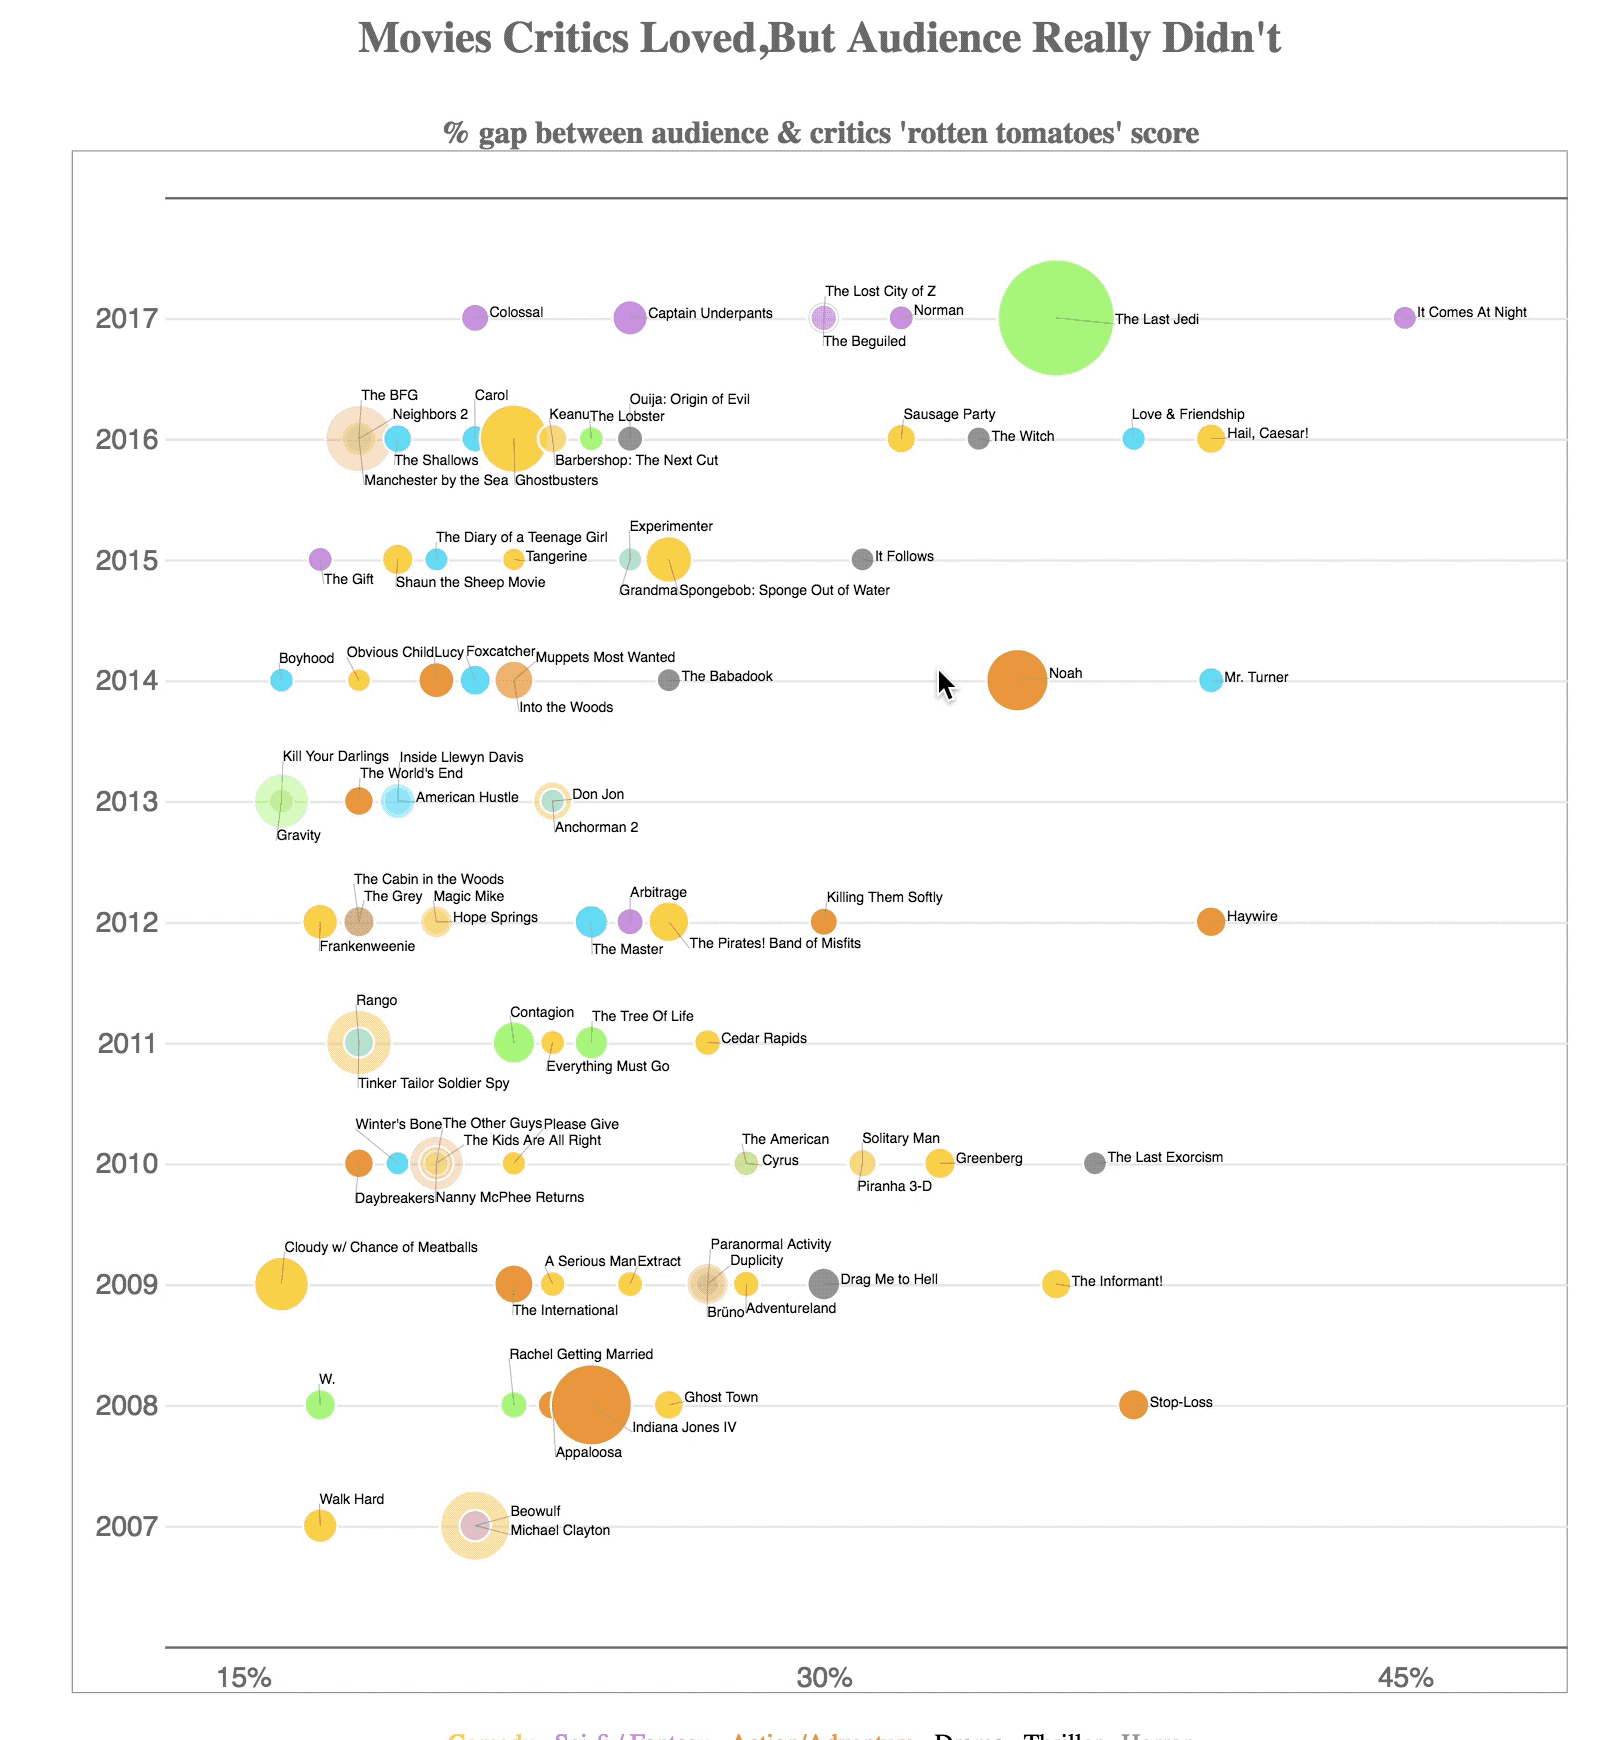 Movies Critics Loved,But Audience Really Didn't
% gap between audience & critics 'rotten tomatoes' score
The Lost City of Z
2017
Colossal
Captain Underpants
Norman
The Last Jedi
It Comes At Night
The Beguiled
The BFG
Carol
Ouija: Origin of Evil
Neighbors 2
Keanu
The Lobster
Sausage Party
Love & Friendship
2016
The Witch
Hail, Caesar!
The Shallows
Barbershop: The Next Cut
Manchester by the Sea
Ghostbusters
Experimenter
The Diary of a Teenage Girl
2015
Tangerine
It Follows
The Gift
Shaun the Sheep Movie
Grandma
Spongebob: Sponge Out of Water
Boyhood
Obvious Child
Lucy
Foxcatcher
Muppets Most Wanted
2014
The Babadook
Noah
Mr. Turner
Into the Woods
Kill Your Darlings
Inside Llewyn Davis
The World's End
2013
American Hustle
Don Jon
Gravity
Anchorman 2
The Cabin in the Woods
The Grey
Magic Mike
Arbitrage
Killing Them Softly
2012
Hope Springs
Haywire
Frankenweenie
The Master
The Pirates! Band of Misfits
Rango
Contagion
The Tree Of Life
2011
Cedar Rapids
Everything Must Go
Tinker Tailor Soldier Spy
Winter's Bone
The Other Guys
Please Give
The Kids Are All Right
The American
Solitary Man
2010
Cyrus
Greenberg
The Last Exorcism
Piranha 3-D
Daybreakers
Nanny McPhee Returns
Cloudy w/ Chance of Meatballs
Paranormal Activity
A Serious Man
Extract
Duplicity
2009
Drag Me to Hell
The Informant!
The International
Brüno
Adventureland
Rachel Getting Married
W.
2008
Ghost Town
Stop-Loss
Indiana Jones IV
Appaloosa
Walk Hard
Beowulf
2007
Michael Clayton
15% 30% 45%
Comedy Sci-fi / Fantasy Action/Adventure Drama Thriller Horror